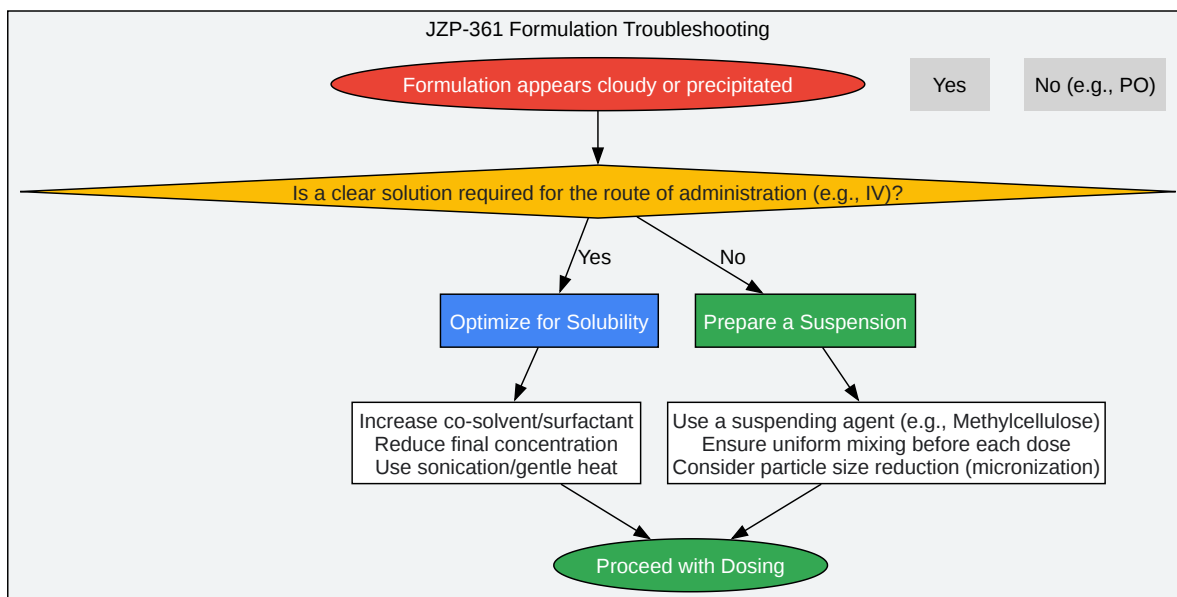 JZP-361 Formulation Troubleshooting
Formulation appears cloudy or precipitated
Yes
No (e.g., PO)
Is a clear solution required for the route of administration (e.g., IV)?
Yes
No
Optimize for Solubility
Prepare a Suspension
Increase co-solvent/surfactant
Reduce final concentration
Use sonication/gentle heat
Use a suspending agent (e.g., Methylcellulose)
Ensure uniform mixing before each dose
Consider particle size reduction (micronization)
Proceed with Dosing